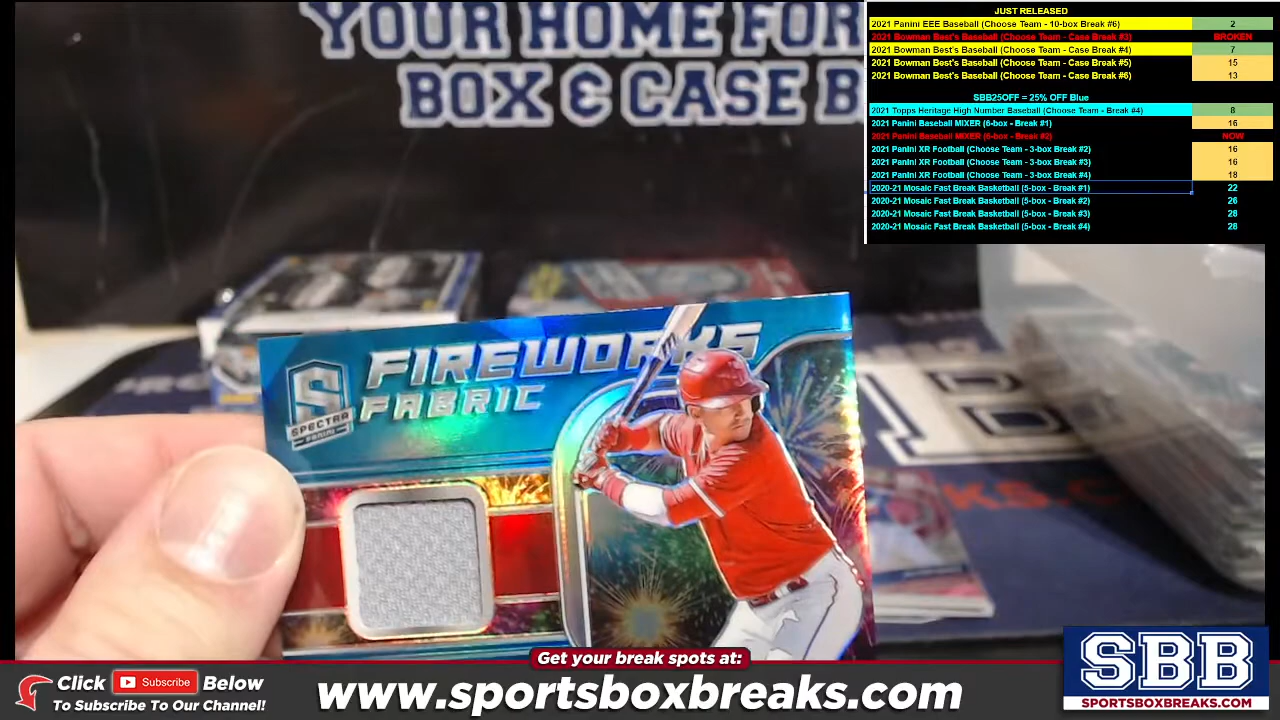 YOUR HOME FOR
BOX & CASE B
JUST RELEASED
2021 Panini EEE Baseball (Choose Team - 10-box Break #6) 2
2021 Bowman Best's Baseball (Choose Team - Case Break #3) BROKEN
2021 Bowman Best's Baseball (Choose Team - Case Break #4) 7
2021 Bowman Best's Baseball (Choose Team - Case Break #5) 15
2021 Bowman Best's Baseball (Choose Team - Case Break #6) 13
SBB25OFF = 25% OFF Blue
2021 Topps Heritage High Number Baseball (Choose Team - Break #4) 8
2021 Panini Baseball MIXER (6-box - Break #1) 16
2021 Panini Baseball MIXER (6-box - Break #2) NOW
2021 Panini XR Football (Choose Team - 3-box Break #2) 16
2021 Panini XR Football (Choose Team - 3-box Break #3) 16
2021 Panini XR Football (Choose Team - 3-box Break #4) 18
2020-21 Mosaic Fast Break Basketball (5-box - Break #1) 22
2020-21 Mosaic Fast Break Basketball (5-box - Break #2) 26
2020-21 Mosaic Fast Break Basketball (5-box - Break #3) 28
2020-21 Mosaic Fast Break Basketball (5-box - Break #4) 28
FIREWORKS
FABRIC
S
SPECTRA
PANINI
KS.C
Get your break spots at:
Click Subscribe Below
To Subscribe To Our Channel!
www.sportsboxbreaks.com
SBB
SPORTSBOXBREAKS.COM